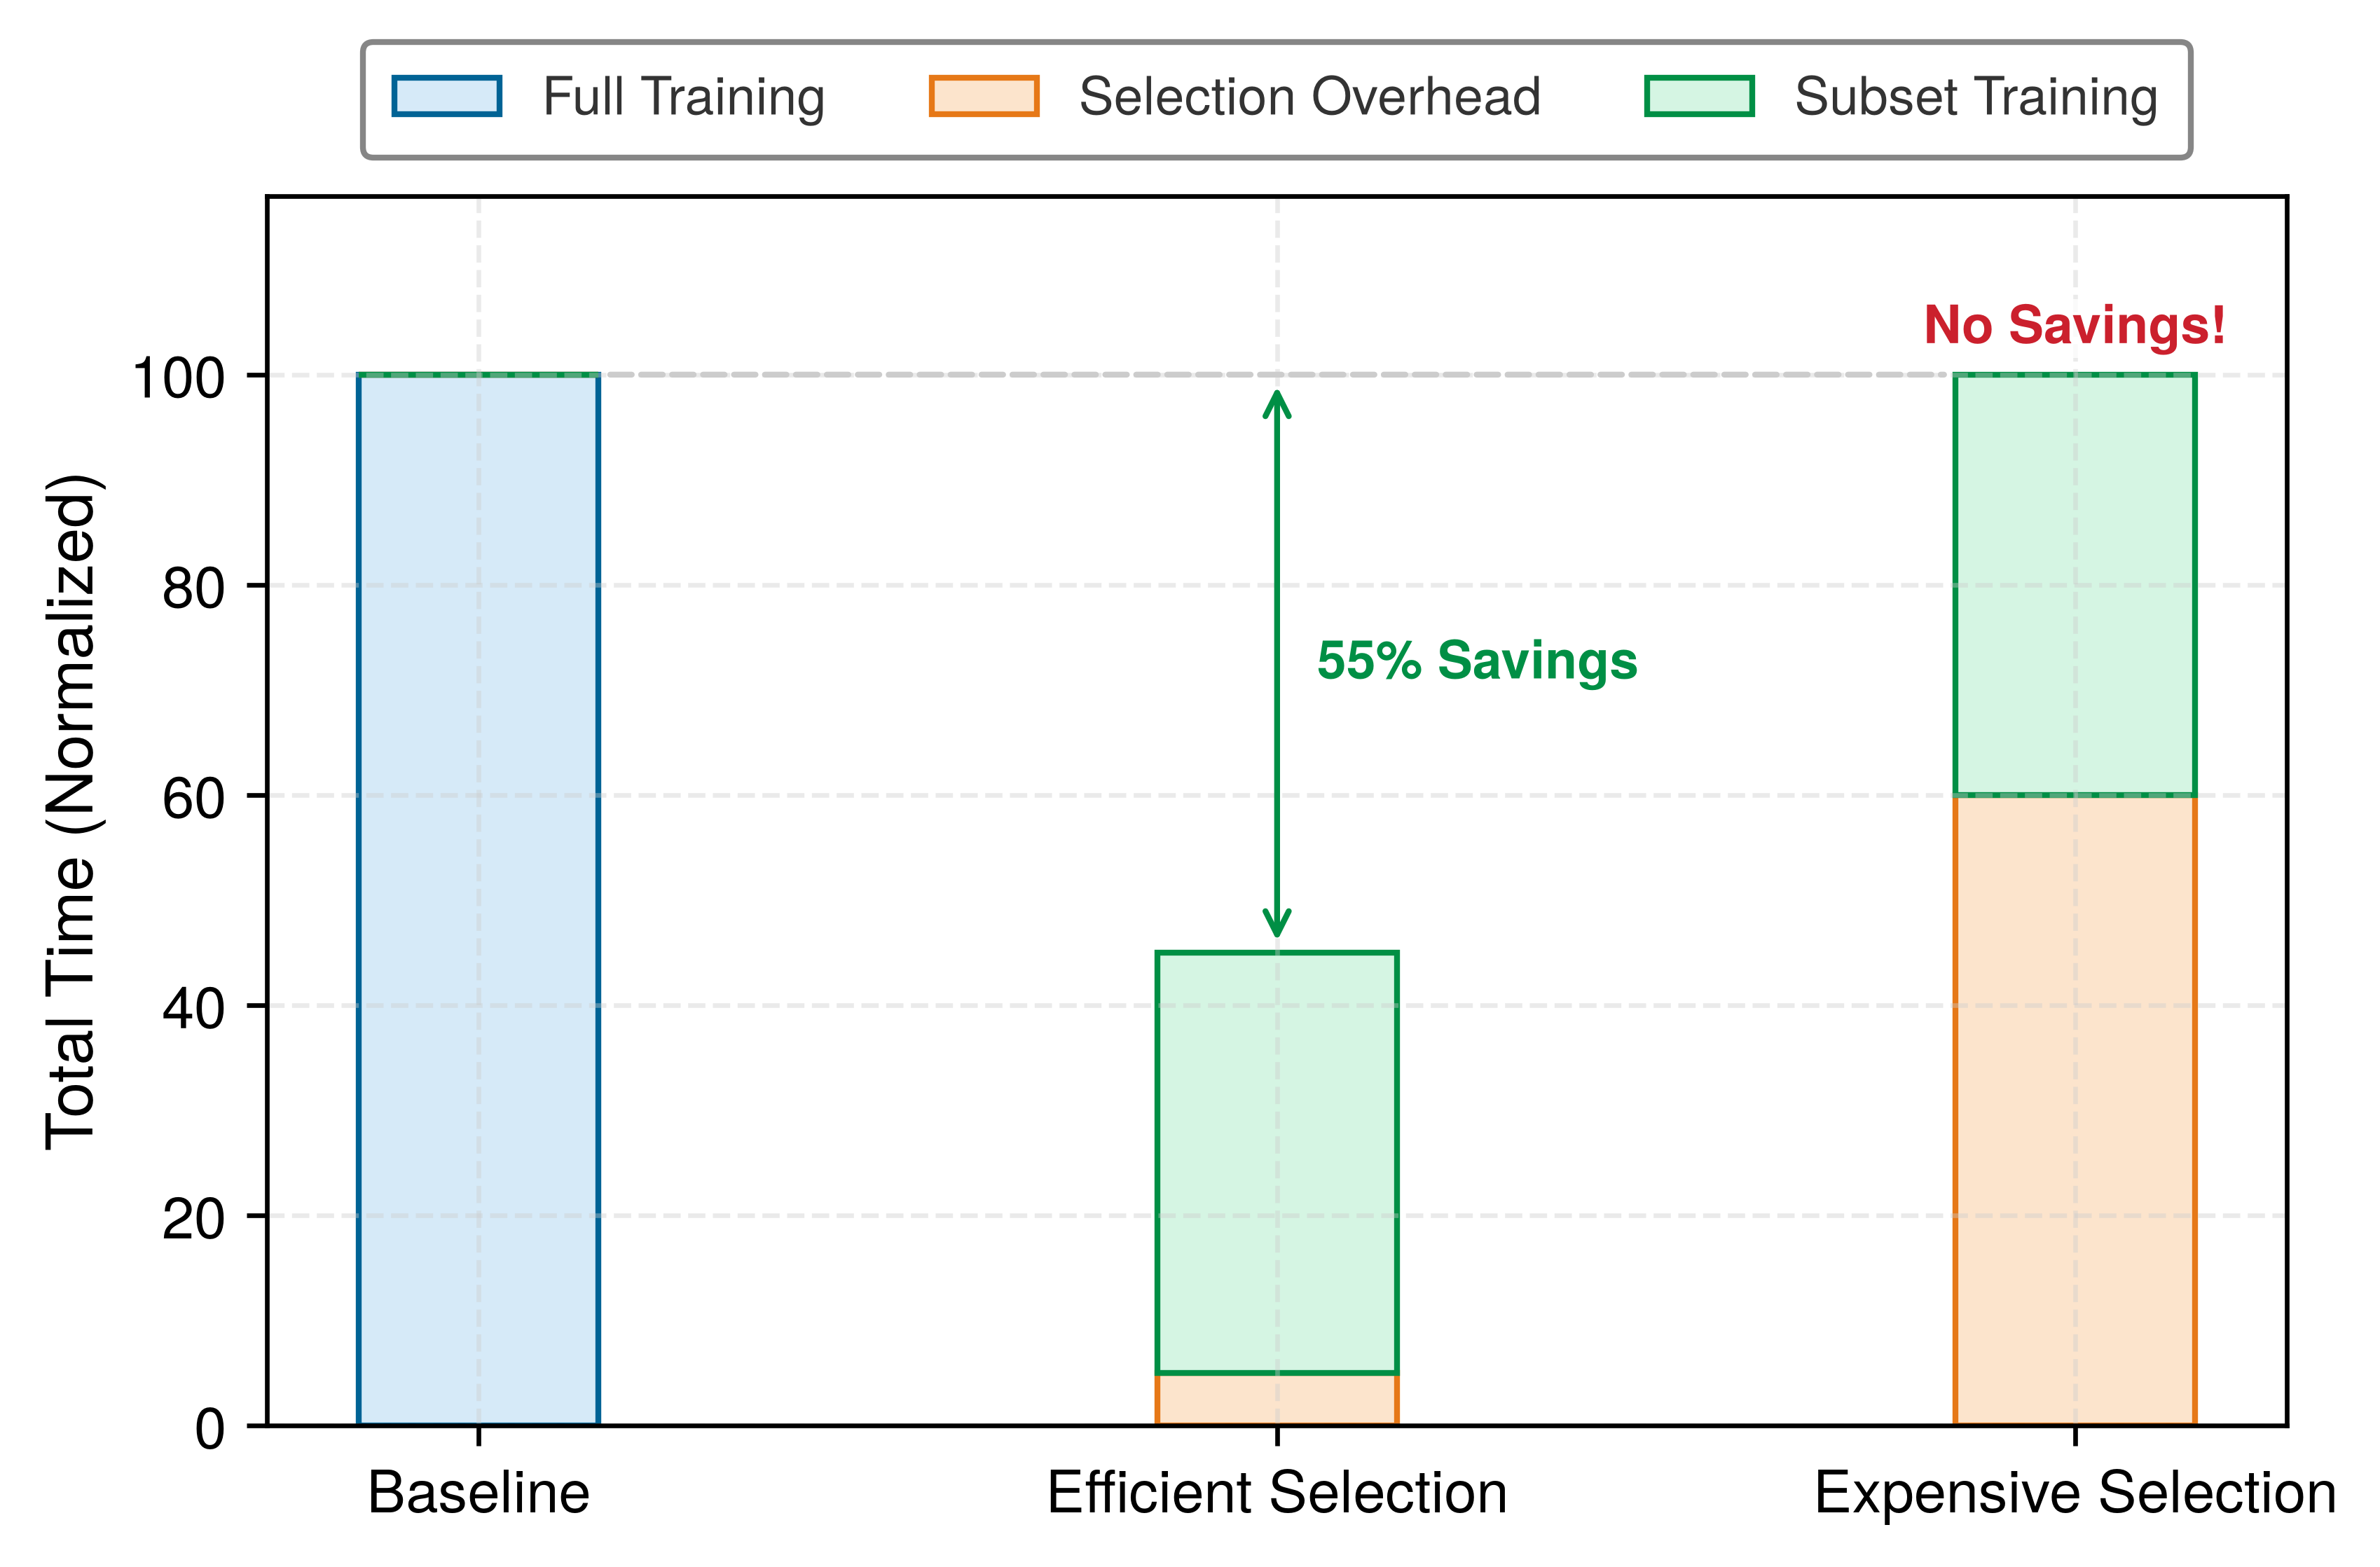 Full Training
Selection Overhead
Subset Training
No Savings!
100
80
60
40
20
0
Total Time (Normalized)
55% Savings
Baseline
Efficient Selection
Expensive Selection